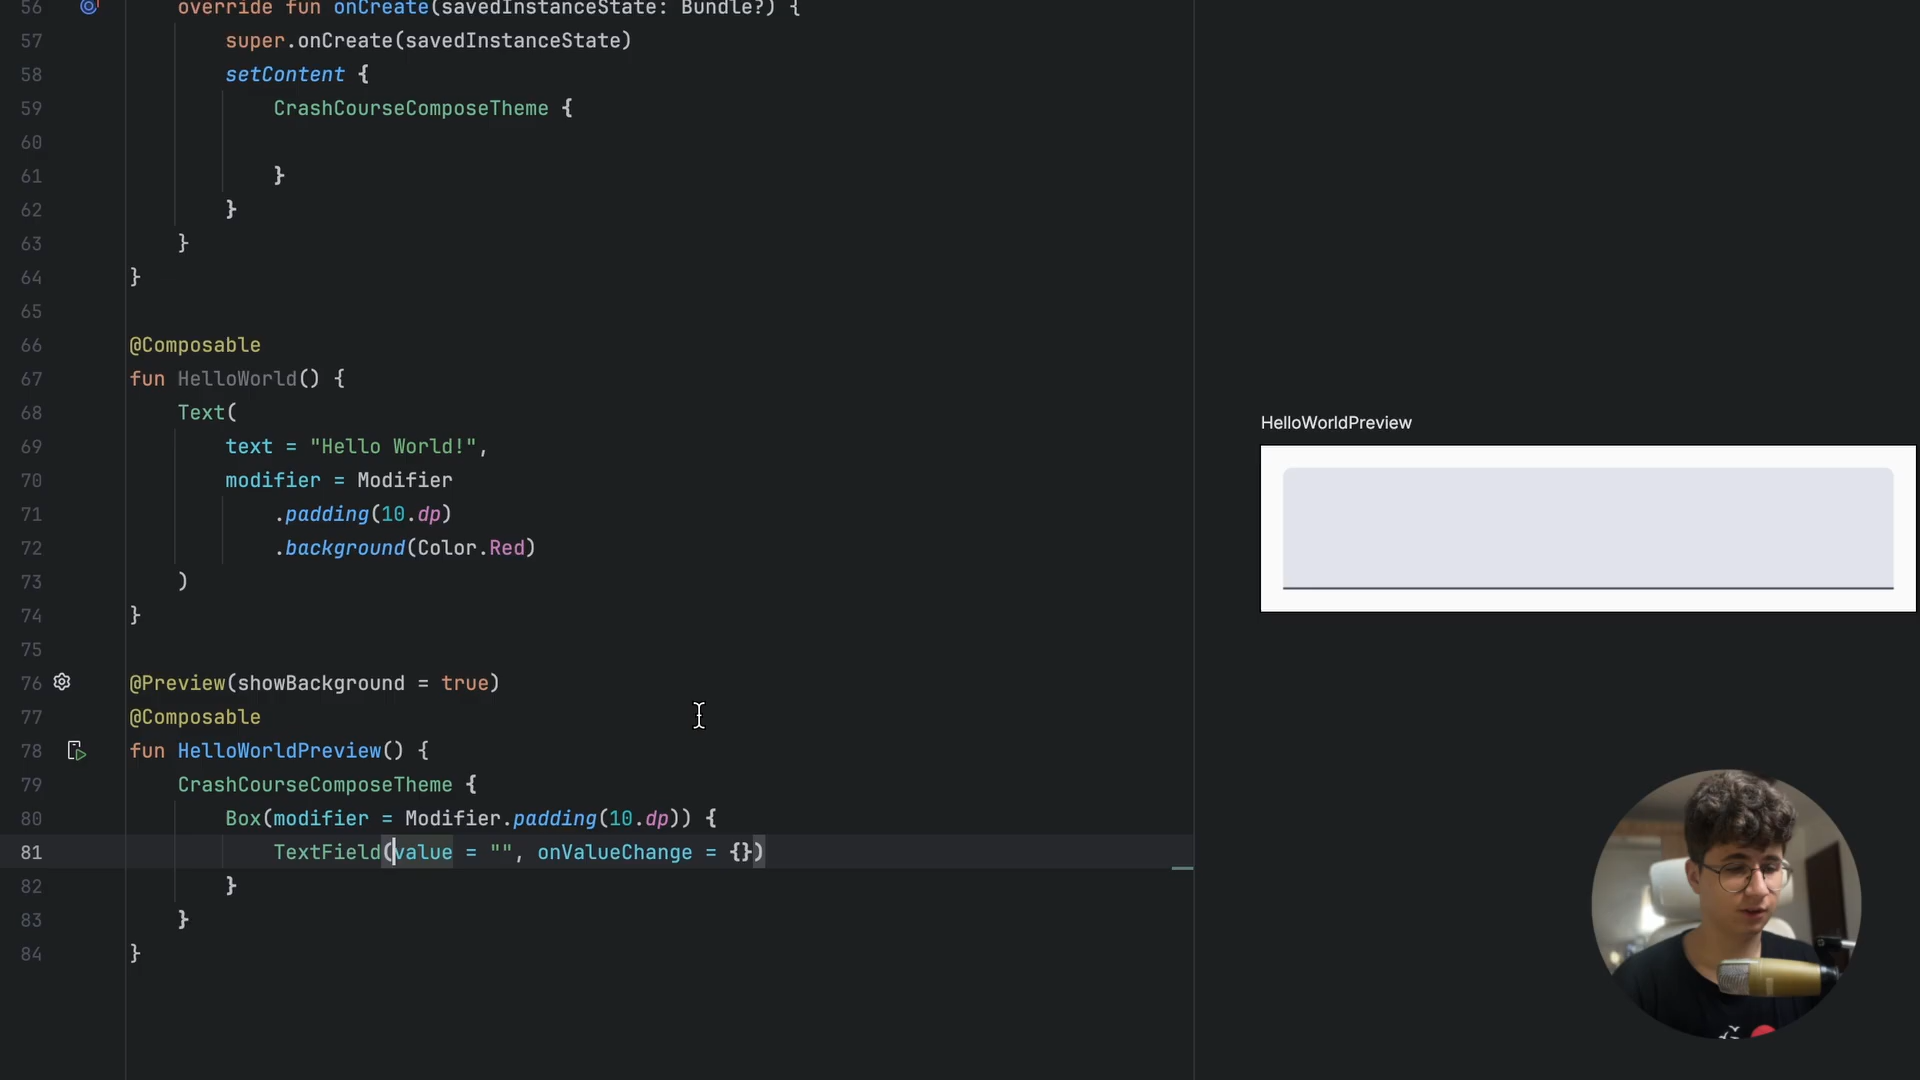 56 override fun onCreate(savedInstanceState: Bundle?) {
57 super.onCreate(savedInstanceState)
58 setContent {
59 CrashCourseComposeTheme {
60
61 }
62 }
63 }
64 }
65
66 @Composable
67 fun HelloWorld() {
68 Text(
69 text = "Hello World!",
70 modifier = Modifier
71 .padding(10.dp)
72 .background(Color.Red)
73 )
74 }
75
76 @Preview(showBackground = true)
77 @Composable
78 fun HelloWorldPreview() {
79 CrashCourseComposeTheme {
80 Box(modifier = Modifier.padding(10.dp)) {
81 TextField(value = "", onValueChange = {})
82 }
83 }
84 }
HelloWorldPreview